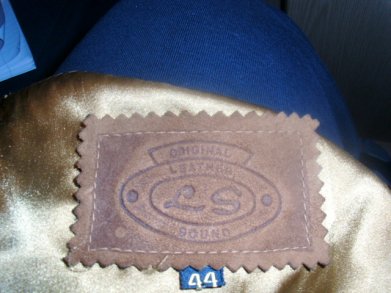 ORIGINAL
LEATHER
LS
SOUND
44